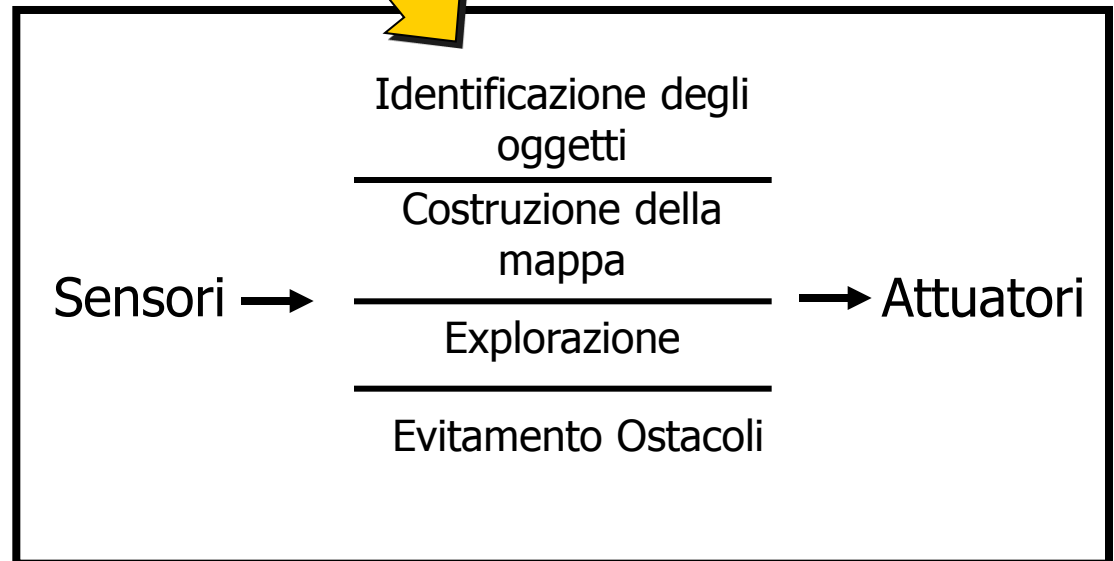 Identificazione degli
oggetti
Costruzione della
mappa
Sensori
Attuatori
Explorazione
Evitamento Ostacoli